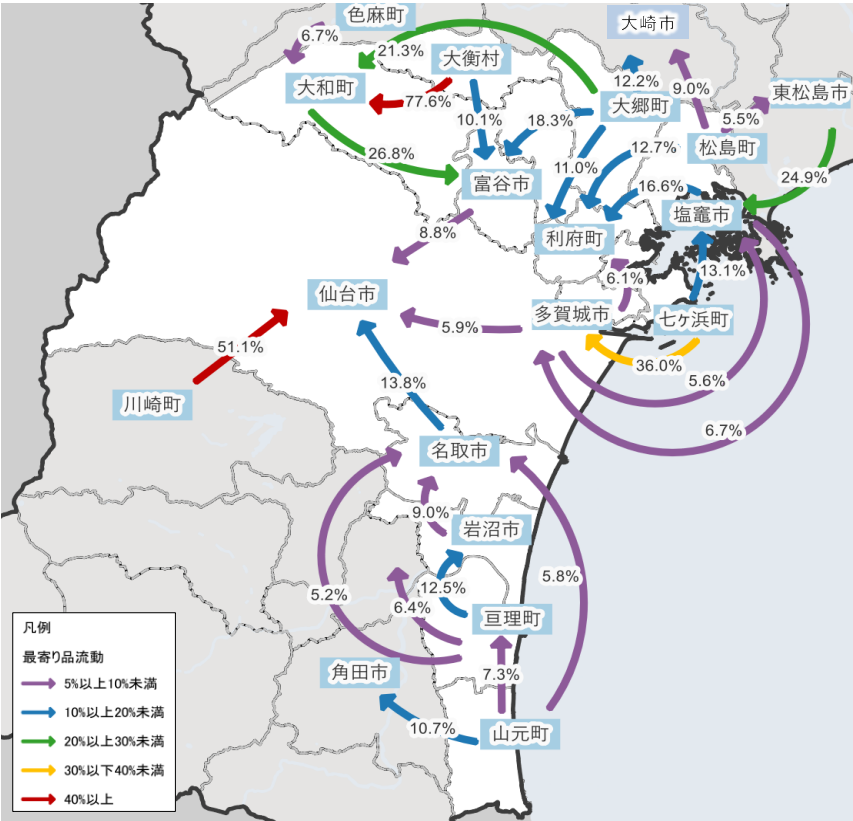 色麻町
大崎市
6.7%
21.3%
大衡村
12.2%
9.0%
大和町
77.6%
大郷町
5.5%
東松島市
10.1%
18.3%
松島町
26.8%
12.7%
富谷市
11.0%
16.6%
24.9%
塩竈市
8.8%
利府町
13.1%
6.1%
仙台市
多賀城市
七ヶ浜町
5.9%
51.1%
36.0%
13.8%
5.6%
川崎町
6.7%
名取市
9.0%
岩沼市
5.8%
5.2%
12.5%
6.4%
亘理町
角田市
7.3%
10.7%
山元町
凡例
最寄り品流動
5%以上10%未満
10%以上20%未満
20%以上30%未満
30%以下40%未満
40%以上